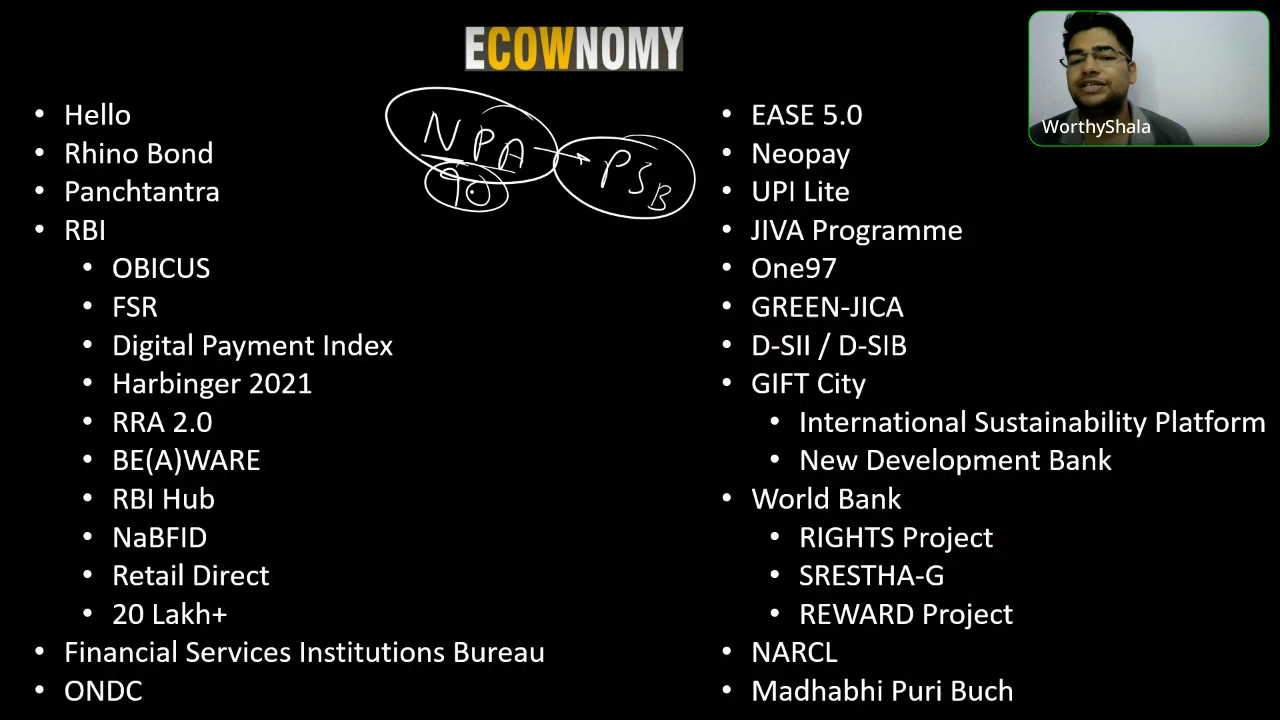 ECOWNOMY
WorthyShala
NPA
90
PSB
Hello
Rhino Bond
Panchtantra
RBI
OBICUS
FSR
Digital Payment Index
Harbinger 2021
RRA 2.0
BE(A)WARE
RBI Hub
NaBFID
Retail Direct
20 Lakh+
Financial Services Institutions Bureau
ONDC
EASE 5.0
Neopay
UPI Lite
JIVA Programme
One97
GREEN-JICA
D-SII / D-SIB
GIFT City
International Sustainability Platform
New Development Bank
World Bank
RIGHTS Project
SRESTHA-G
REWARD Project
NARCL
Madhabhi Puri Buch